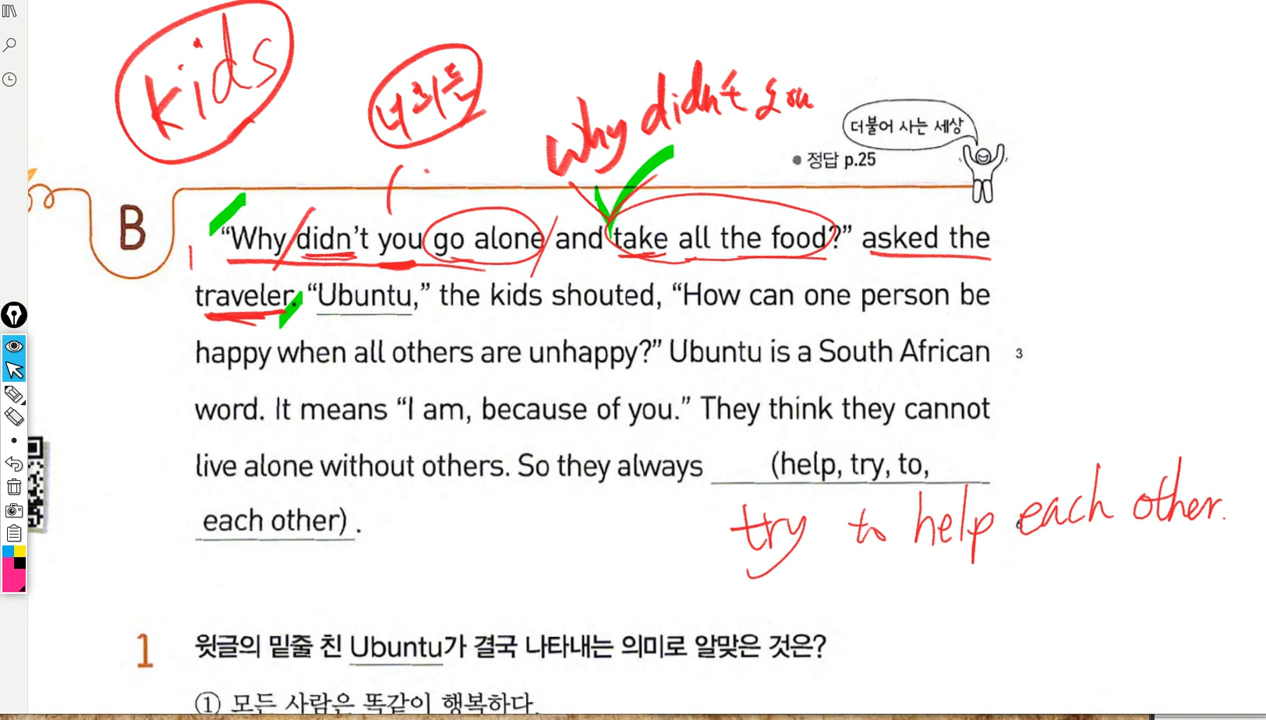 kids
너희들
Why didn't you
더불어 사는 세상
● 정답 p.25
B
"Why didn't you go alone and take all the food?" asked the
traveler. "Ubuntu," the kids shouted, "How can one person be
happy when all others are unhappy?" Ubuntu is a South African
3
word. It means "I am, because of you." They think they cannot
live alone without others. So they always (help, try, to,
each other) .
try to help each other.
1 윗글의 밑줄 친 Ubuntu가 결국 나타내는 의미로 알맞은 것은?
① 모든 사람은 똑같이 행복하다.